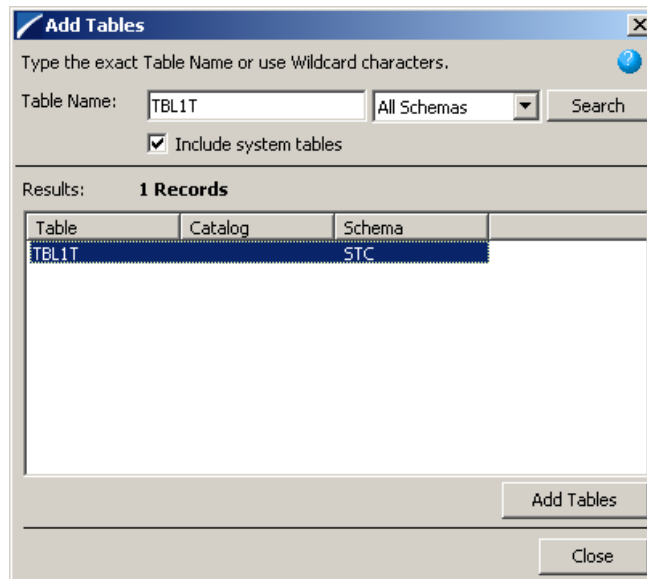 Add Tables
Type the exact Table Name or use Wildcard characters.
Table Name: TBL1T All Schemas Search
Include system tables
Results: 1 Records
Table Catalog Schema
TBL1T STC
Add Tables
Close